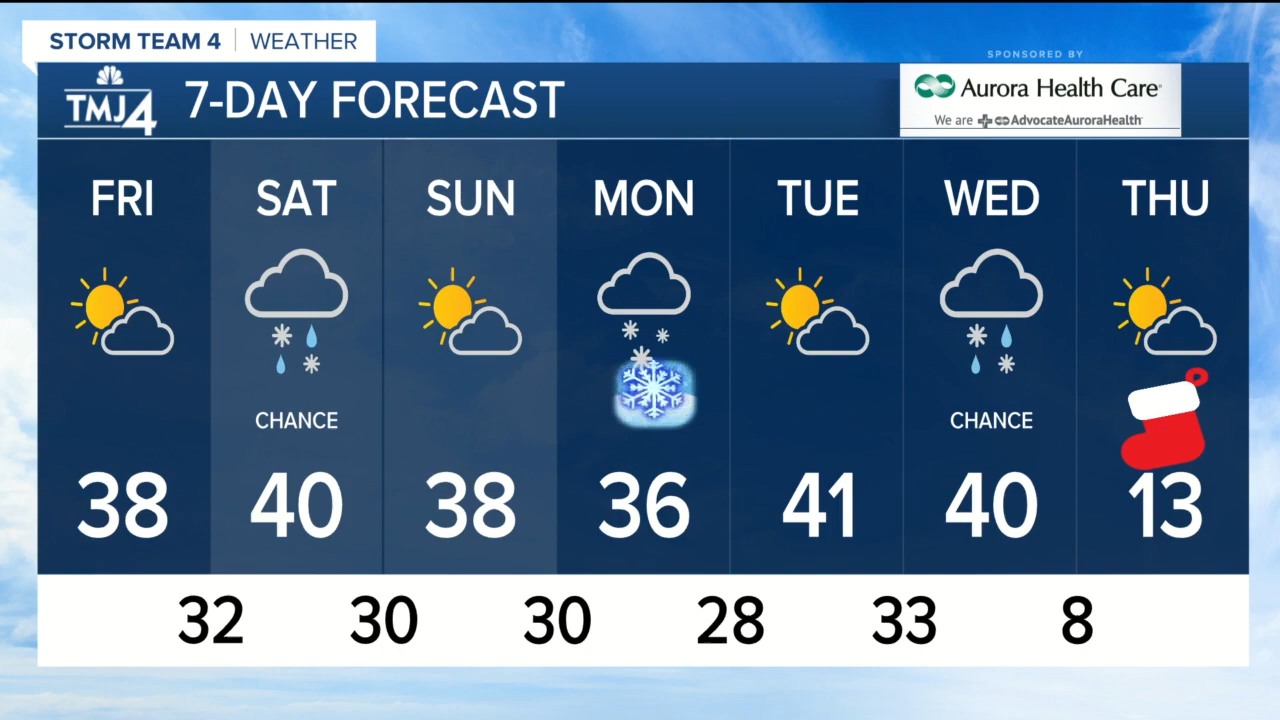 STORM TEAM 4 | WEATHER
SPONSORED BY
TMJ4 7-DAY FORECAST
Aurora Health Care®
We are AdvocateAuroraHealth
FRI SAT SUN MON TUE WED THU
CHANCE CHANCE
38 40 38 36 41 40 13
32 30 30 28 33 8